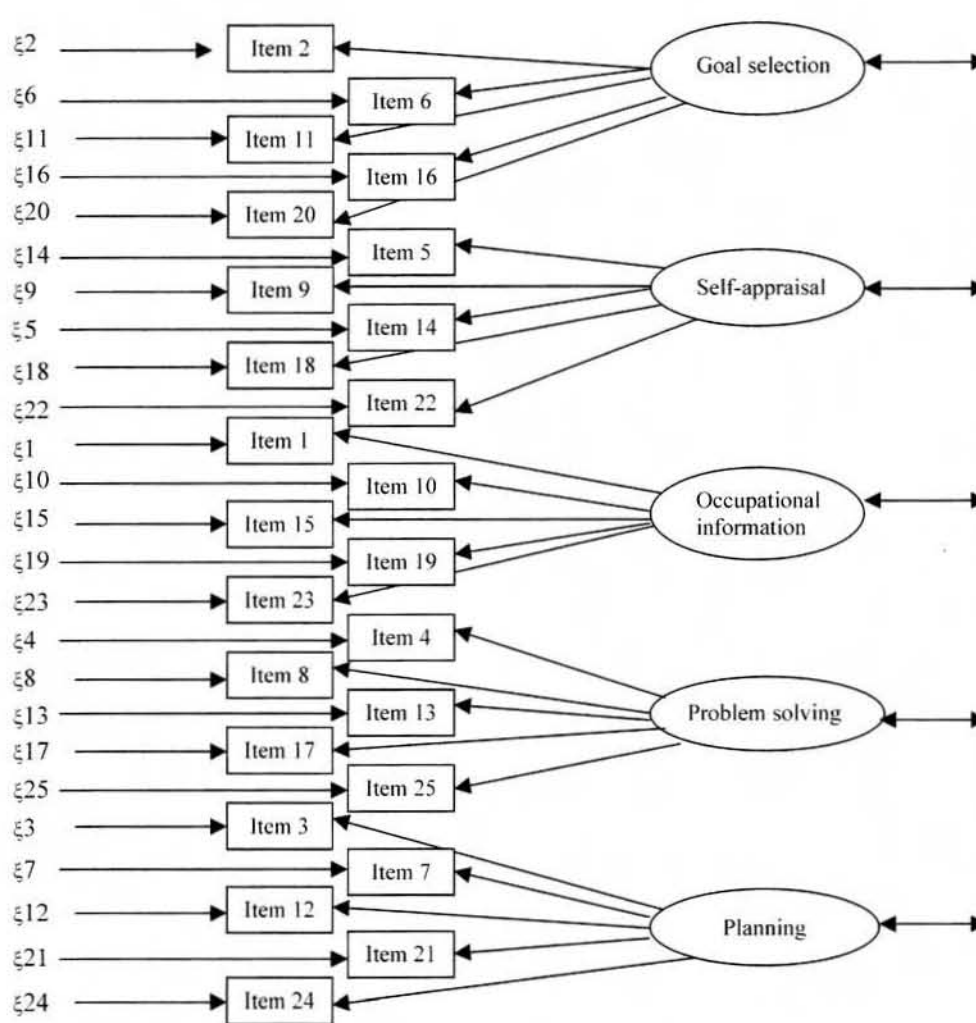 ξ2
Item 2
Goal selection
ξ6
Item 6
ξ11
Item 11
ξ16
Item 16
ξ20
Item 20
ξ14
Item 5
ξ9
Item 9
Self-appraisal
ξ5
Item 14
ξ18
Item 18
ξ22
Item 22
ξ1
Item 1
ξ10
Item 10
Occupational
information
ξ15
Item 15
ξ19
Item 19
ξ23
Item 23
ξ4
Item 4
ξ8
Item 8
ξ13
Item 13
Problem solving
ξ17
Item 17
ξ25
Item 25
ξ3
Item 3
ξ7
Item 7
ξ12
Item 12
Planning
ξ21
Item 21
ξ24
Item 24